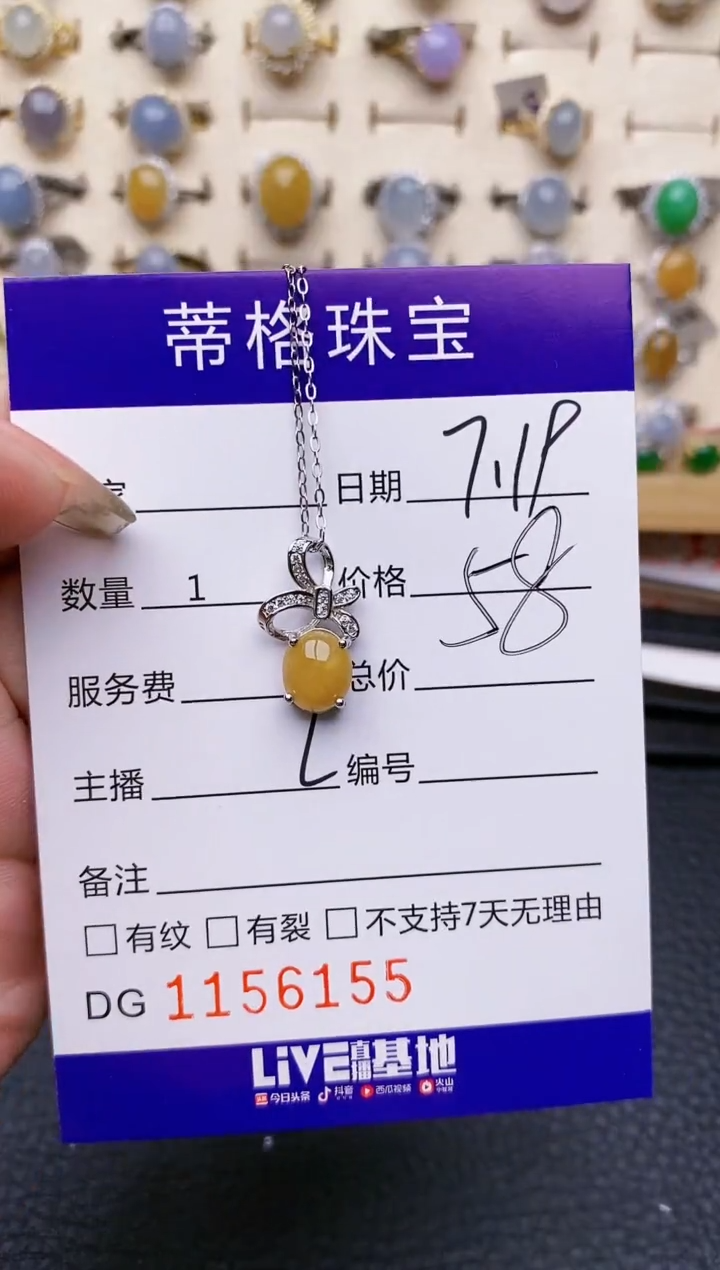 蒂格珠宝
日期 7.19
数量 1 价格 58
服务费 总价
主播 L 编号
备注
□有纹 □有裂 □不支持7天无理由
DG 1156155
LiVE直播基地
今日头条 抖音 西瓜视频 火山